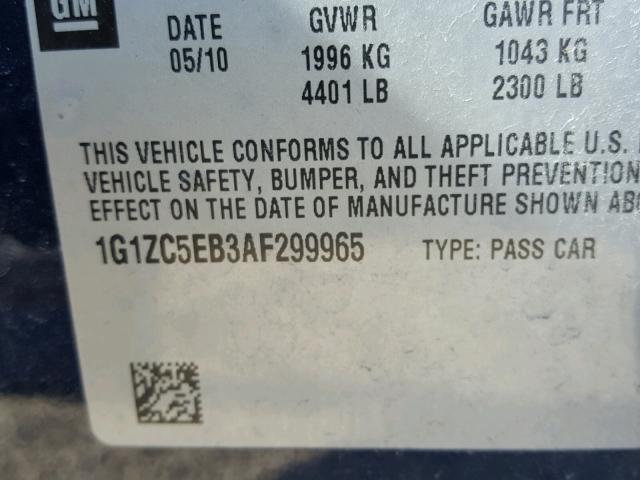 GM
DATE GVWR GAWR FRT
05/10 1996 KG 1043 KG
4401 LB 2300 LB
THIS VEHICLE CONFORMS TO ALL APPLICABLE U.S.
VEHICLE SAFETY, BUMPER, AND THEFT PREVENTION
EFFECT ON THE DATE OF MANUFACTURE SHOWN AB
1G1ZC5EB3AF299965 TYPE: PASS CAR